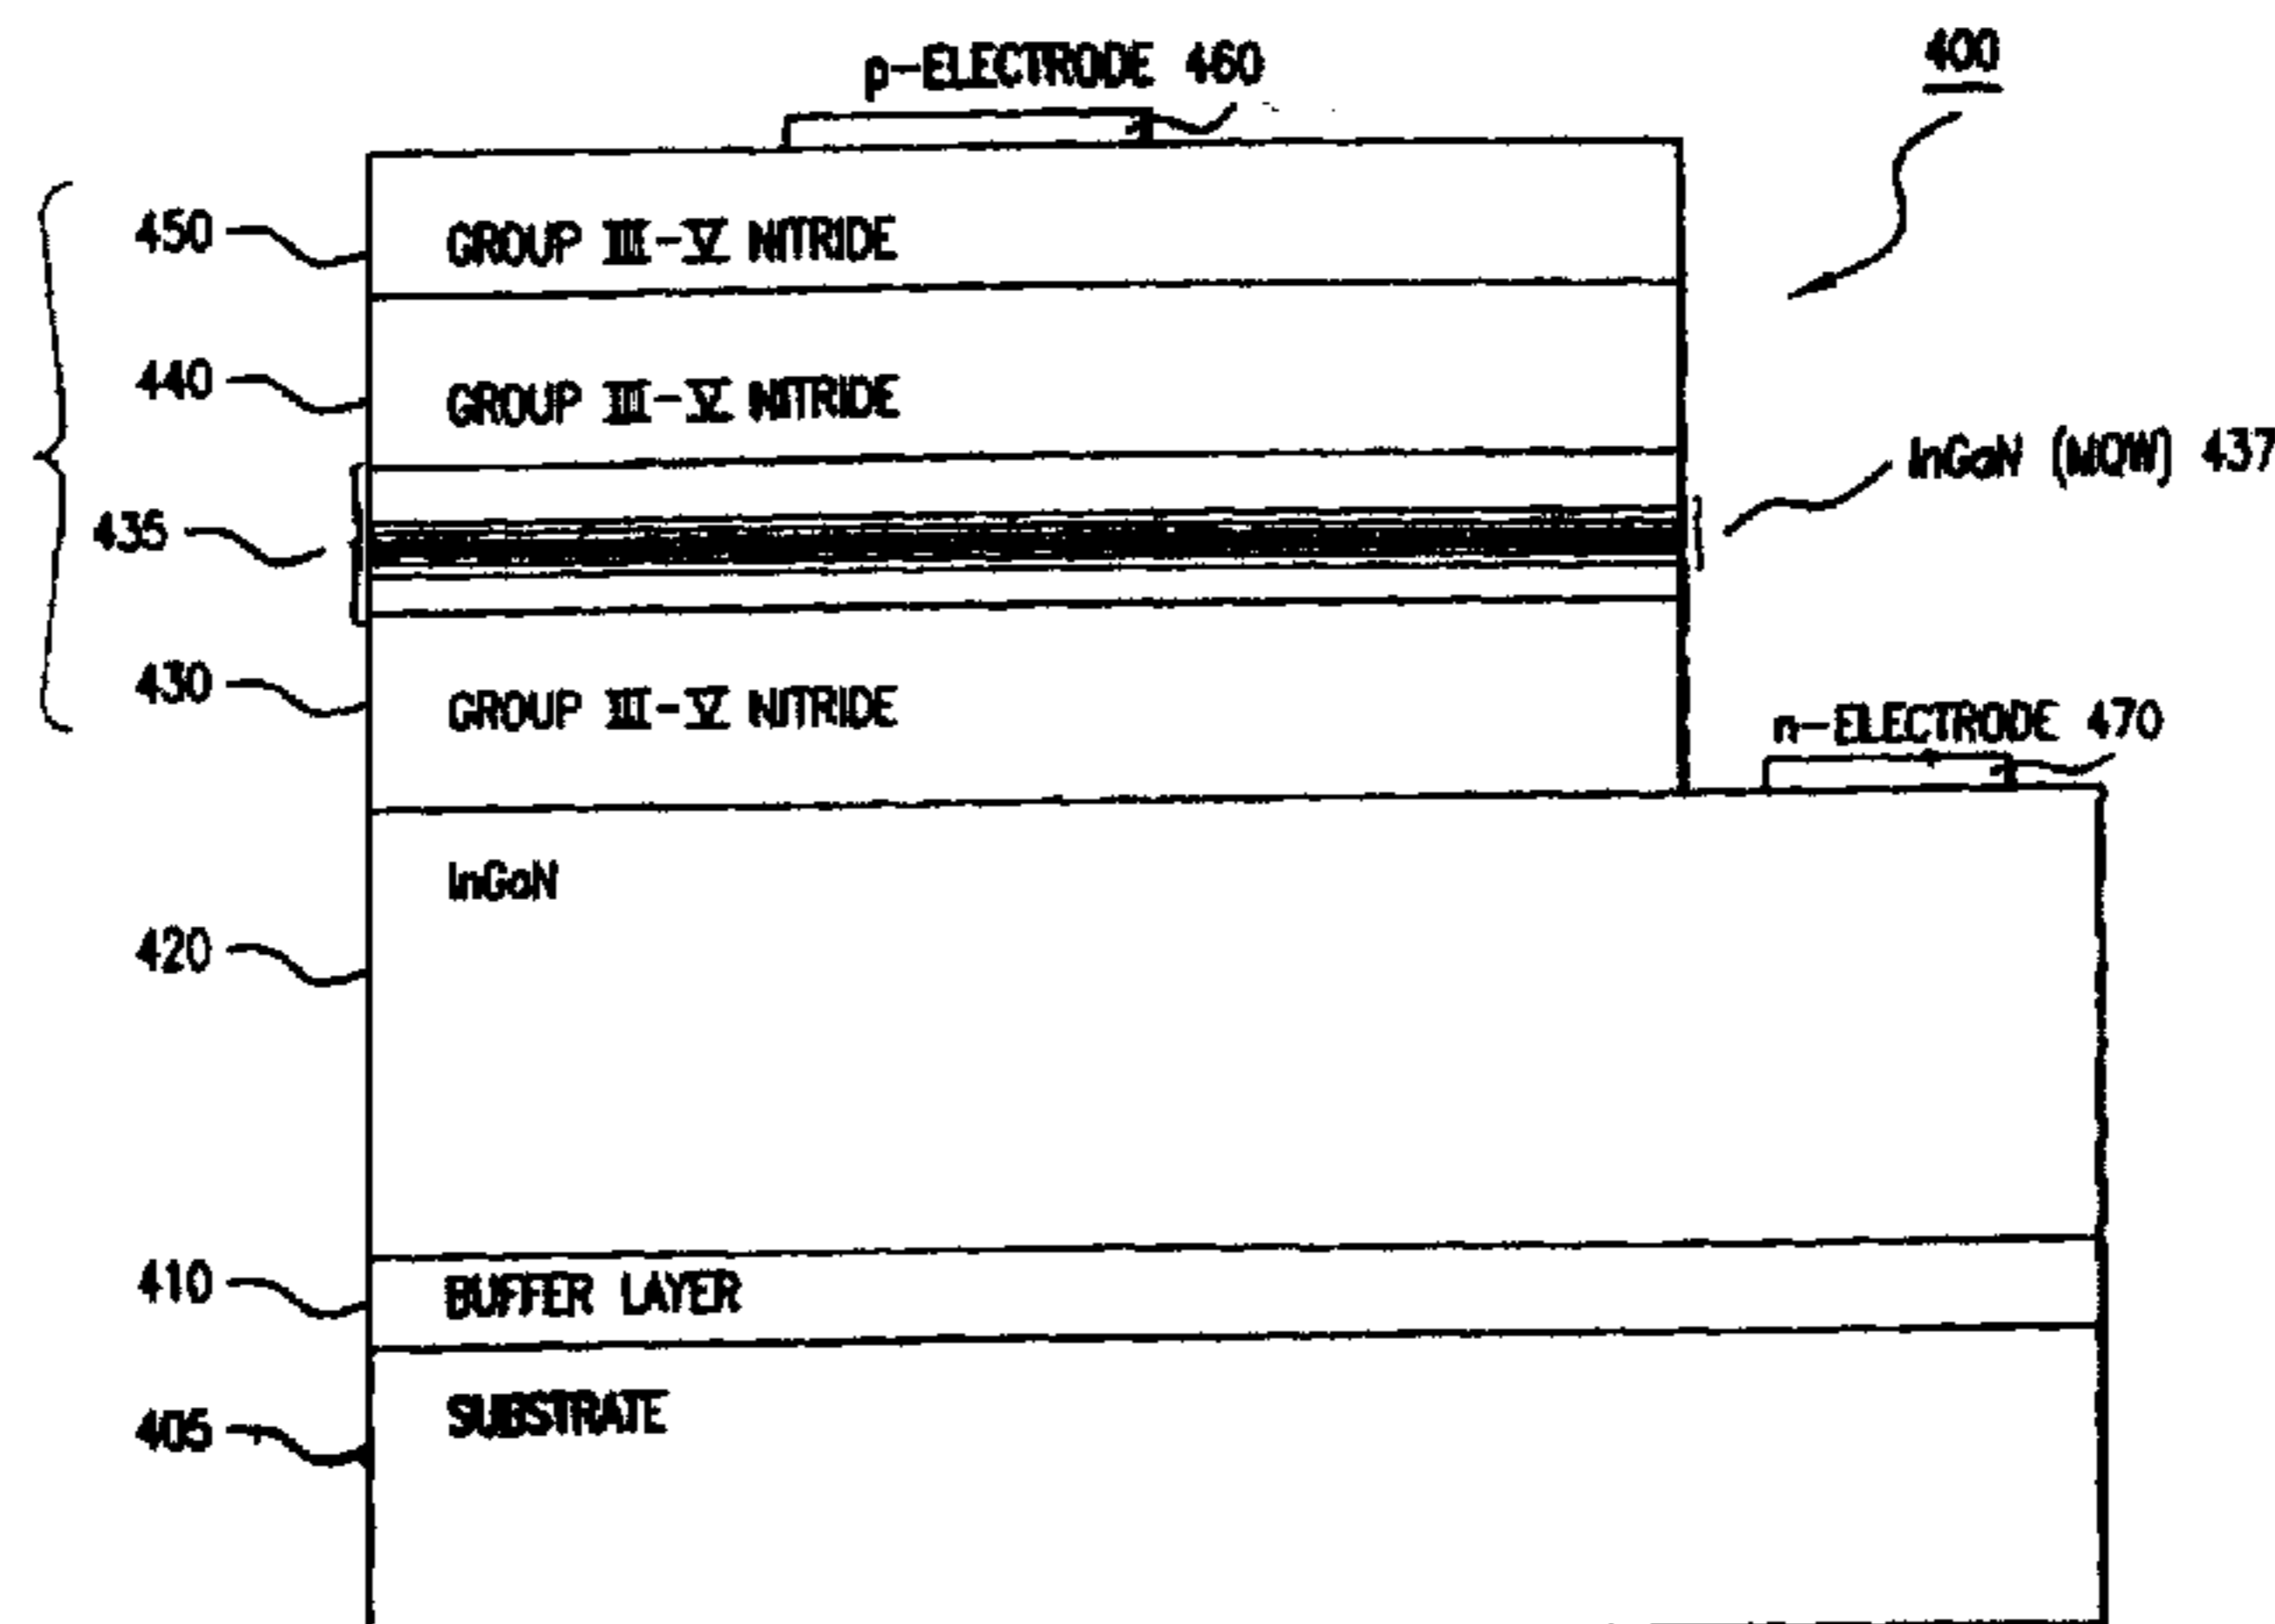 p-ELECTRODE 460
400
450
GROUP III-V NITRIDE
440
GROUP III-V NITRIDE
InGaN (MQW) 437
435
430
GROUP III-V NITRIDE
n-ELECTRODE 470
InGaN
420
410
BUFFER LAYER
405
SUBSTRATE